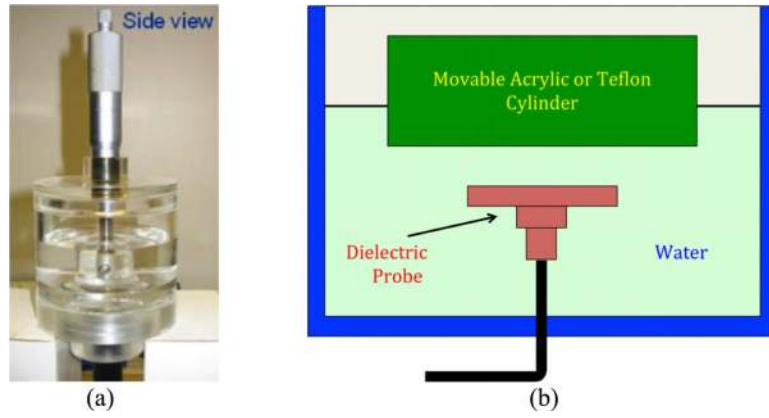 Side view
Movable Acrylic or Teflon
Cylinder
Dielectric
Probe
Water
(a)
(b)